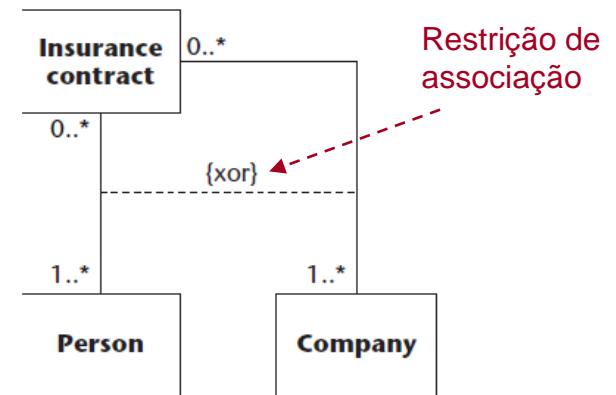 Insurance
contract
0..*
Restrição de
associação
0..*
{xor}
1..*
1..*
Person
Company